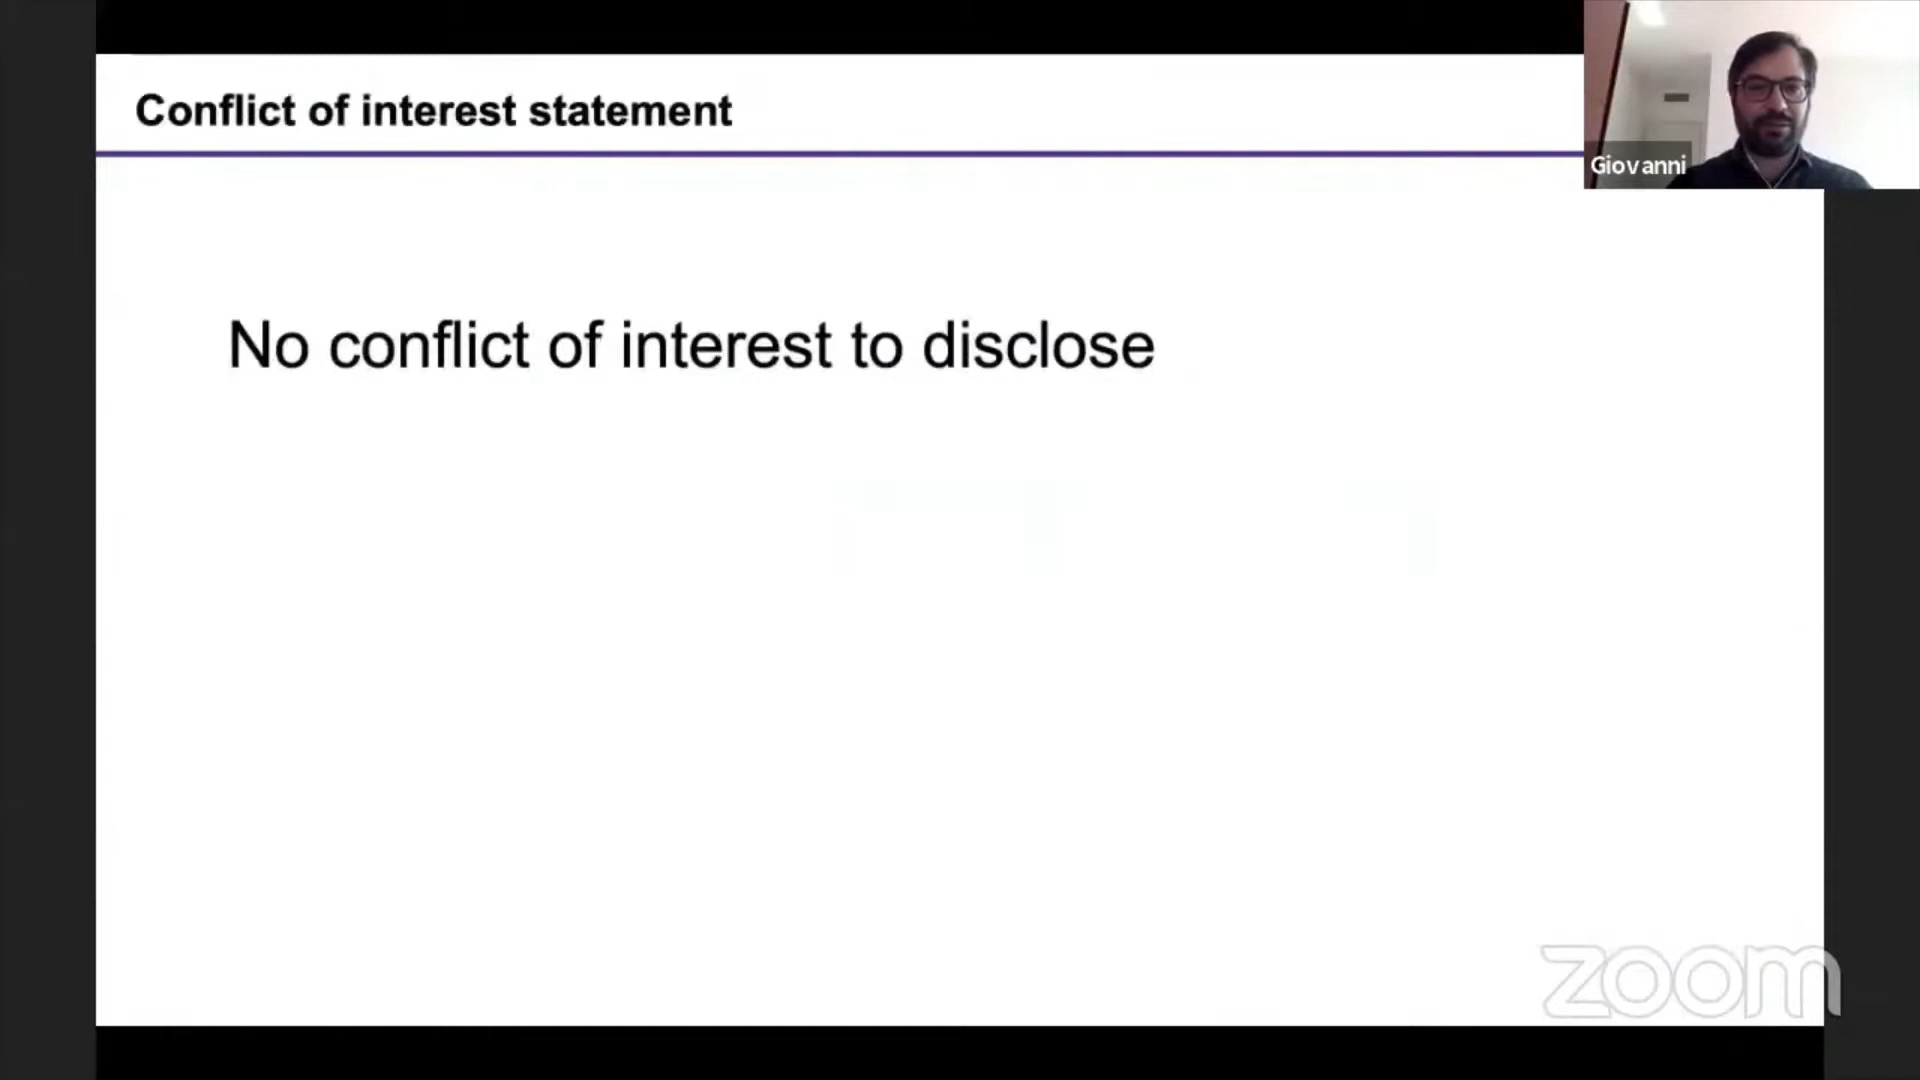 Conflict of interest statement
Giovanni
No conflict of interest to disclose
zoom